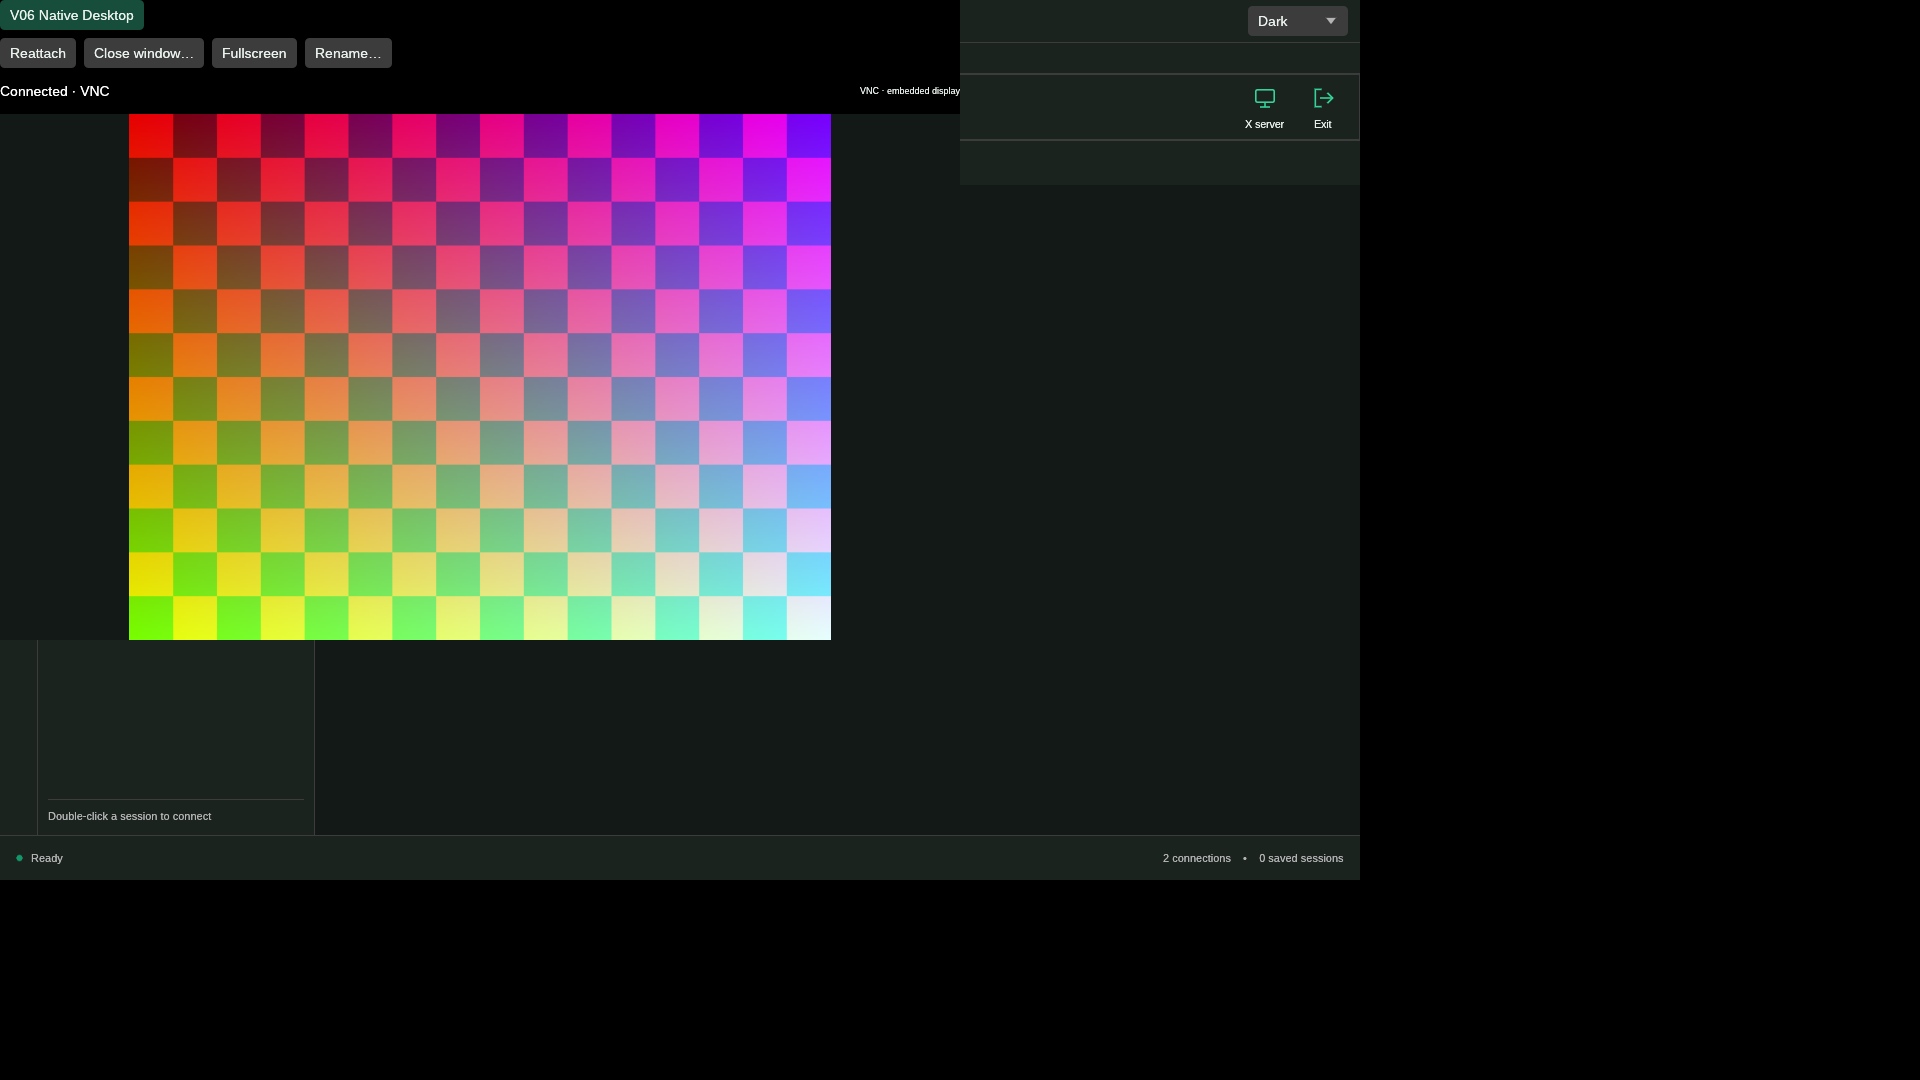 V06 Native Desktop
Dark
Reattach
Close window…
Fullscreen
Rename…
Connected · VNC
VNC · embedded display
X server
Exit
Double-click a session to connect
Ready
2 connections • 0 saved sessions